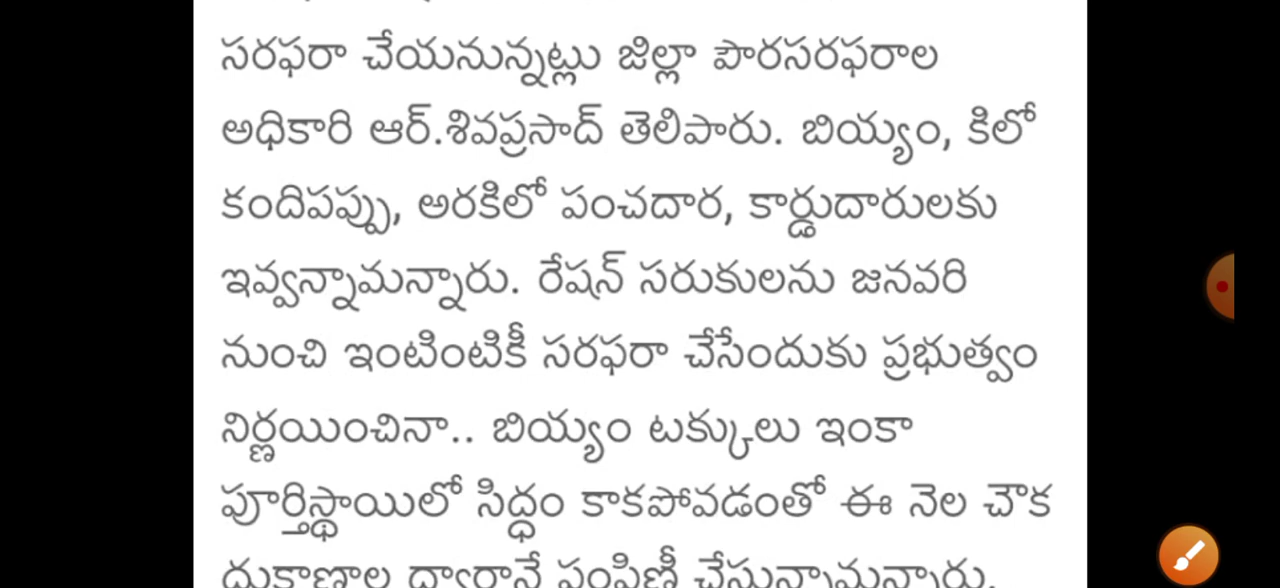 సరఫరా చేయనున్నట్లు జిల్లా పౌరసరఫరాల
అధికారి ఆర్.శివప్రసాద్ తెలిపారు. బియ్యం, కిలో
కందిపప్పు, అరకిలో పంచదార, కార్డుదారులకు
ఇవ్వన్నామన్నారు. రేషన్ సరుకులను జనవరి
నుంచి ఇంటింటికీ సరఫరా చేసేందుకు ప్రభుత్వం
నిర్ణయించినా.. బియ్యం టక్కులు ఇంకా
పూర్తిస్థాయిలో సిద్ధం కాకపోవడంతో ఈ నెల చౌక
దుకాణాల ద్వారానే పంపిణీ చేస్తున్నామన్నారు.